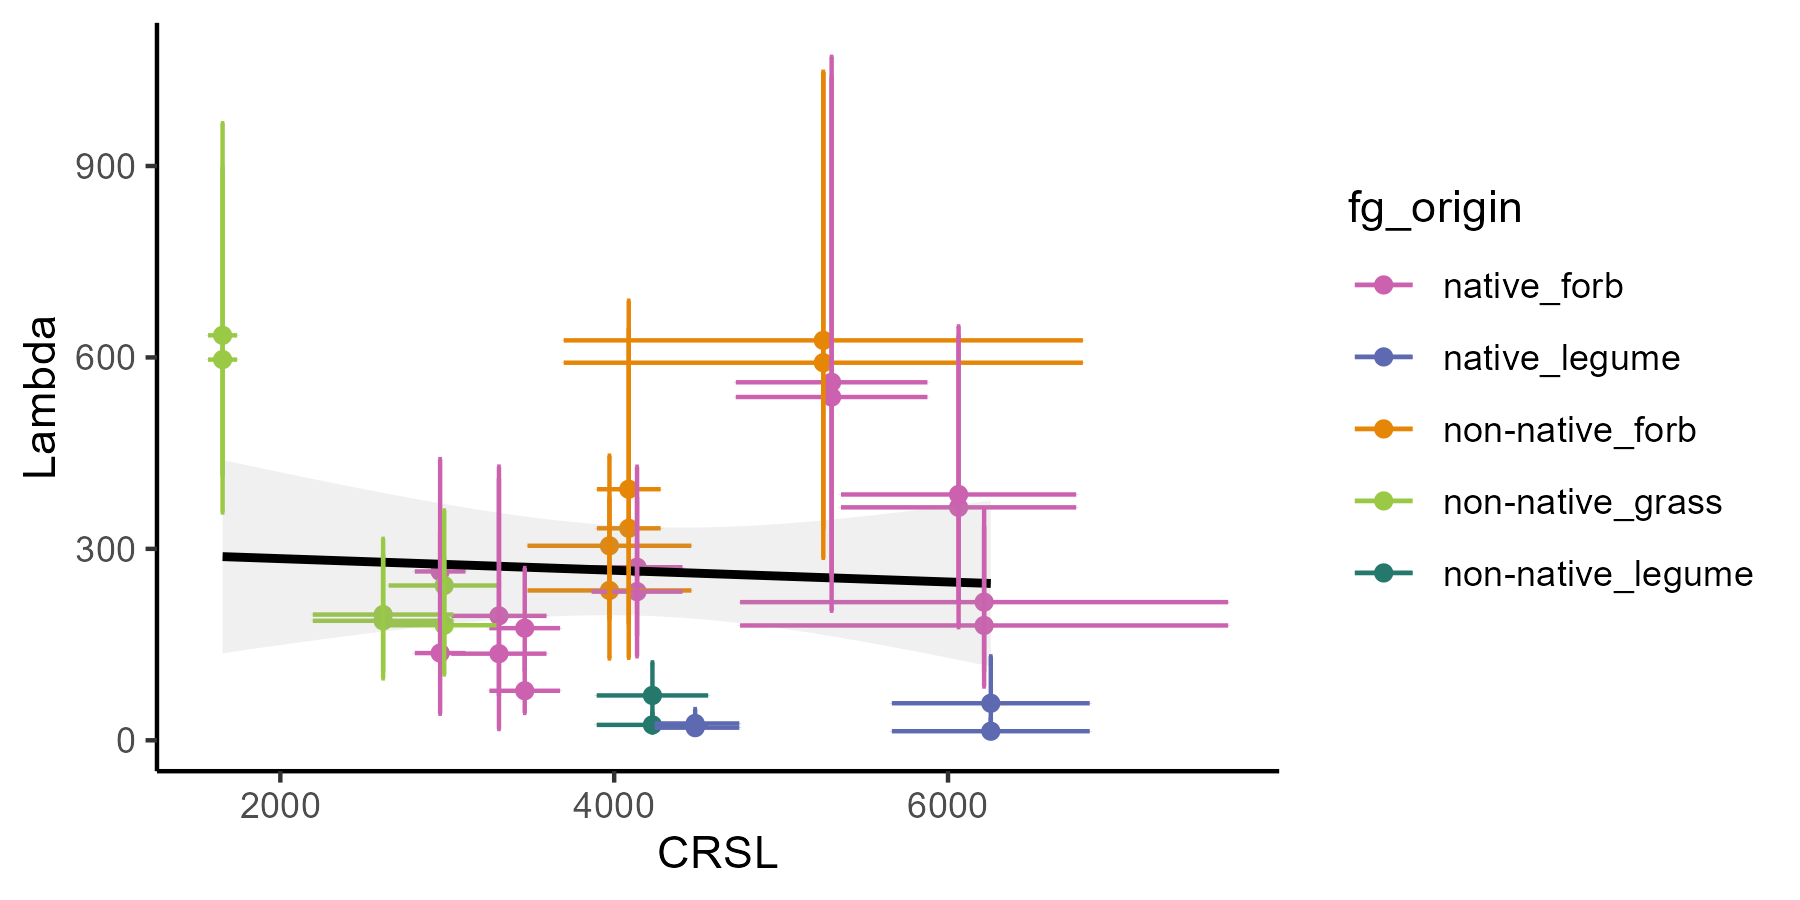 Lambda
900
600
300
0
2000 4000 6000
CRSL
fg_origin
native_forb
native_legume
non-native_forb
non-native_grass
non-native_legume